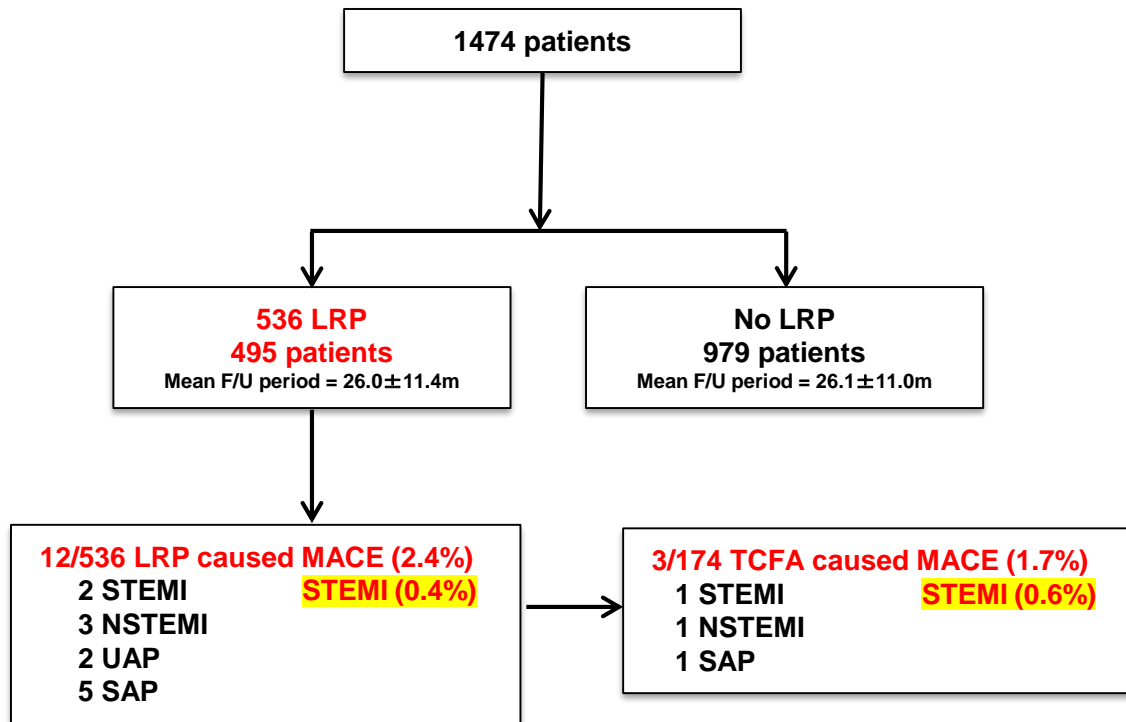 1474 patients
536 LRP
495 patients
Mean F/U period = 26.0±11.4m
No LRP
979 patients
Mean F/U period = 26.1±11.0m
12/536 LRP caused MACE (2.4%)
2 STEMI STEMI (0.4%)
3 NSTEMI
2 UAP
5 SAP
3/174 TCFA caused MACE (1.7%)
1 STEMI STEMI (0.6%)
1 NSTEMI
1 SAP